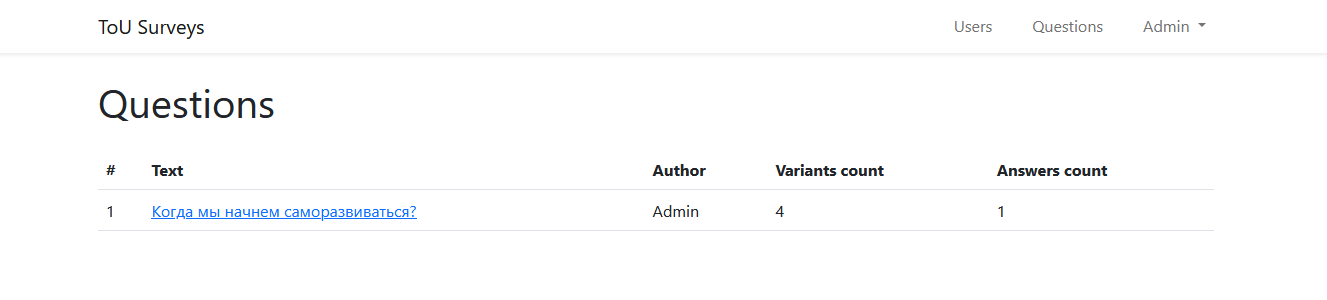 ToU Surveys Users Questions Admin
Questions
# Text Author Variants count Answers count
1 Когда мы начнем саморазвиваться? Admin 4 1